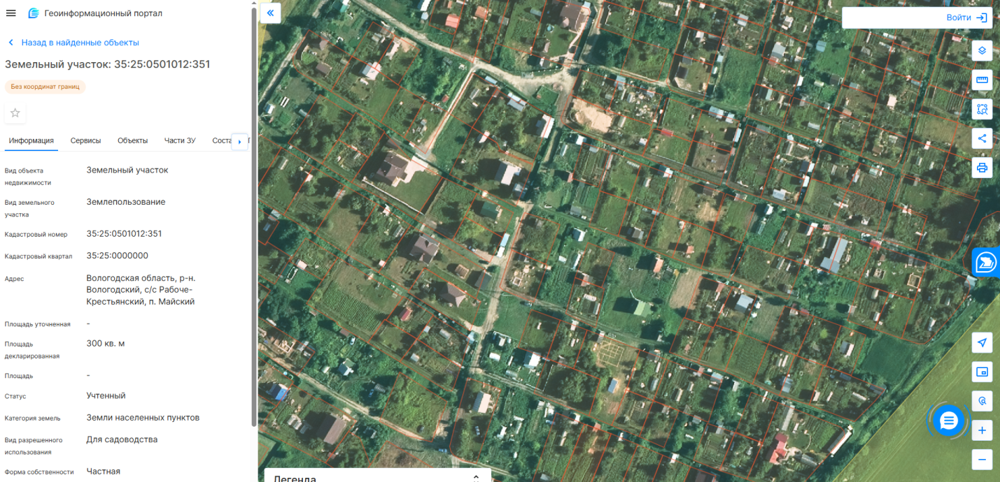 Геоинформационный портал
Войти
Назад в найденные объекты
Земельный участок: 35:25:0501012:351
Без координат границ
Информация Сервисы Объекты Части ЗУ Соста
Вид объекта недвижимости Земельный участок
Вид земельного участка Землепользование
Кадастровый номер 35:25:0501012:351
Кадастровый квартал 35:25:0000000
Адрес Вологодская область, р-н.
Вологодский, с/с Рабоче-
Крестьянский, п. Майский
Площадь уточненная -
Площадь декларированная 300 кв. м
Площадь -
Статус Учтенный
Категория земель Земли населенных пунктов
Вид разрешенного использования Для садоводства
Форма собственности Частная
Легенда